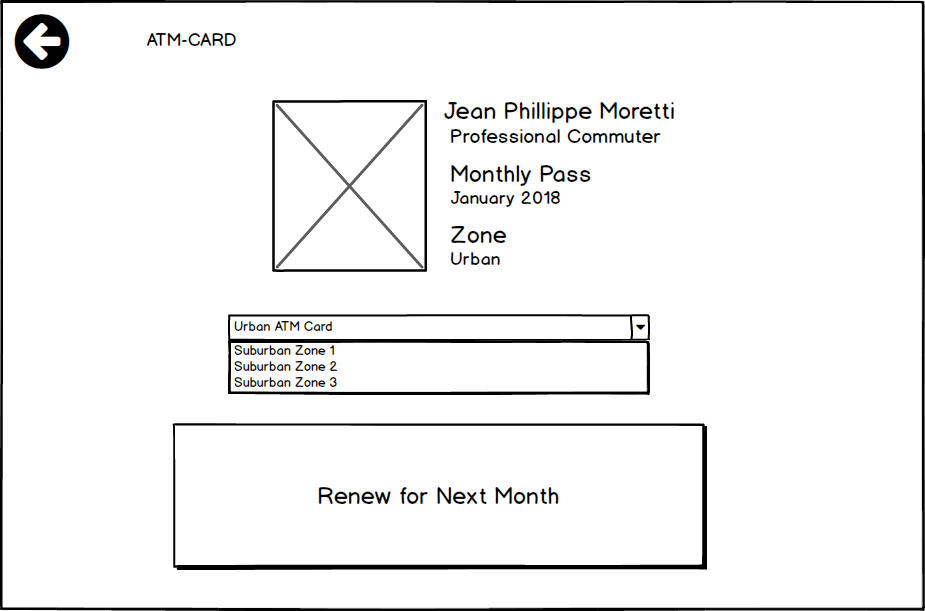 ATM-CARD
Jean Phillippe Moretti
Professional Commuter
Monthly Pass
January 2018
Zone
Urban
Urban ATM Card
Suburban Zone 1
Suburban Zone 2
Suburban Zone 3
Renew for Next Month